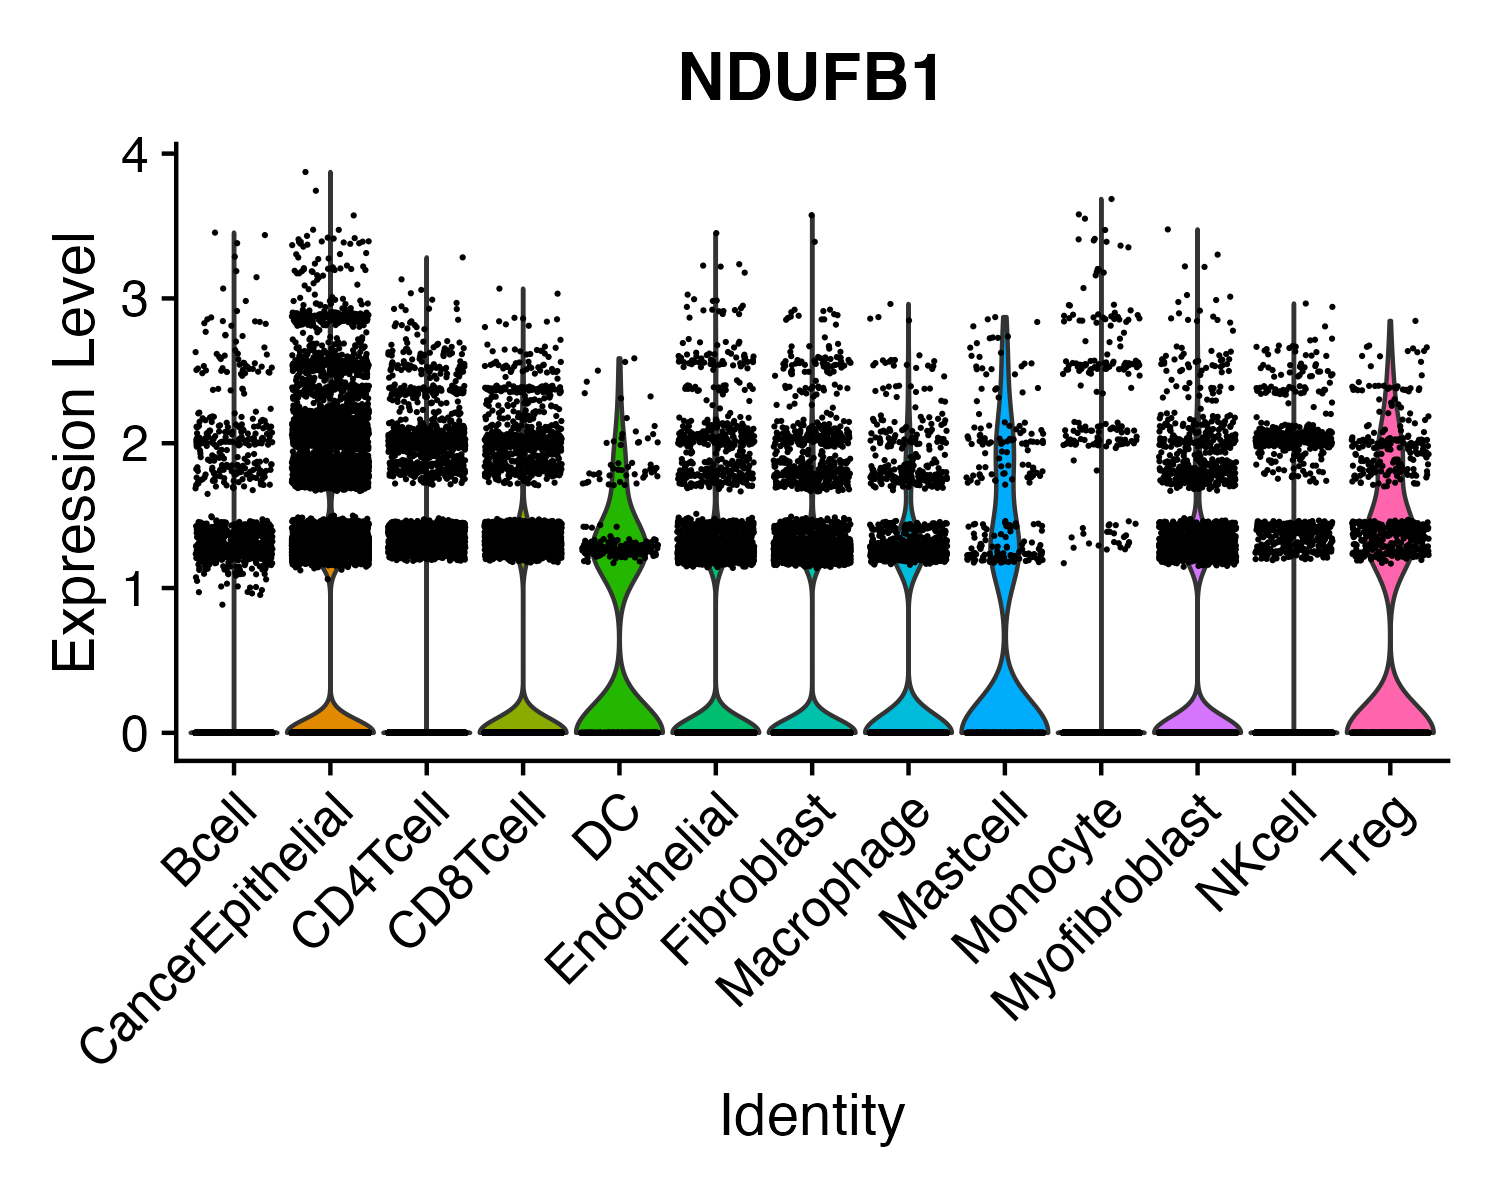 NDUFB1
Expression Level
4
3
2
1
0
Bcell
CancerEpithelial
CD4Tcell
CD8Tcell
DC
Endothelial
Fibroblast
Macrophage
Mastcell
Monocyte
Myofibroblast
NKcell
Treg
Identity